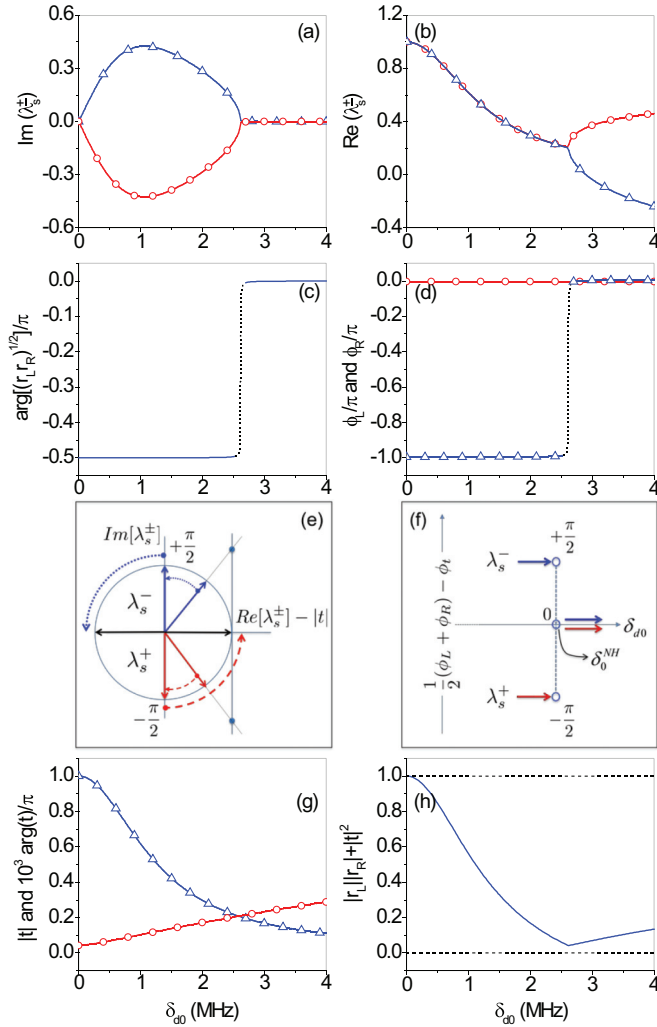 (a)
Im (λs±)
0.6
0.3
0.0
-0.3
-0.6
0 1 2 3 4
(b)
Re (λs±)
1.2
0.8
0.4
0.0
-0.4
0 1 2 3 4
(c)
arg[(rLrR)1/2]/π
0.0
-0.1
-0.2
-0.3
-0.4
-0.5
0 1 2 3 4
(d)
ϕL/π and ϕR/π
0.0
-0.2
-0.4
-0.6
-0.8
-1.0
0 1 2 3 4
(e)
Im[λs±]
+π/2
λs−
Re[λs±] − |t|
λs+
−π/2
(f)
1/2(ϕL + ϕR) − ϕt
+π/2
λs−
0
δd0
δ0NH
λs+
−π/2
(g)
|t| and 10³ arg(t)/π
1.0
0.8
0.6
0.4
0.2
0.0
0 1 2 3 4
δd0 (MHz)
(h)
|rL||rR|+|t|²
1.0
0.8
0.6
0.4
0.2
0.0
0 1 2 3 4
δd0 (MHz)